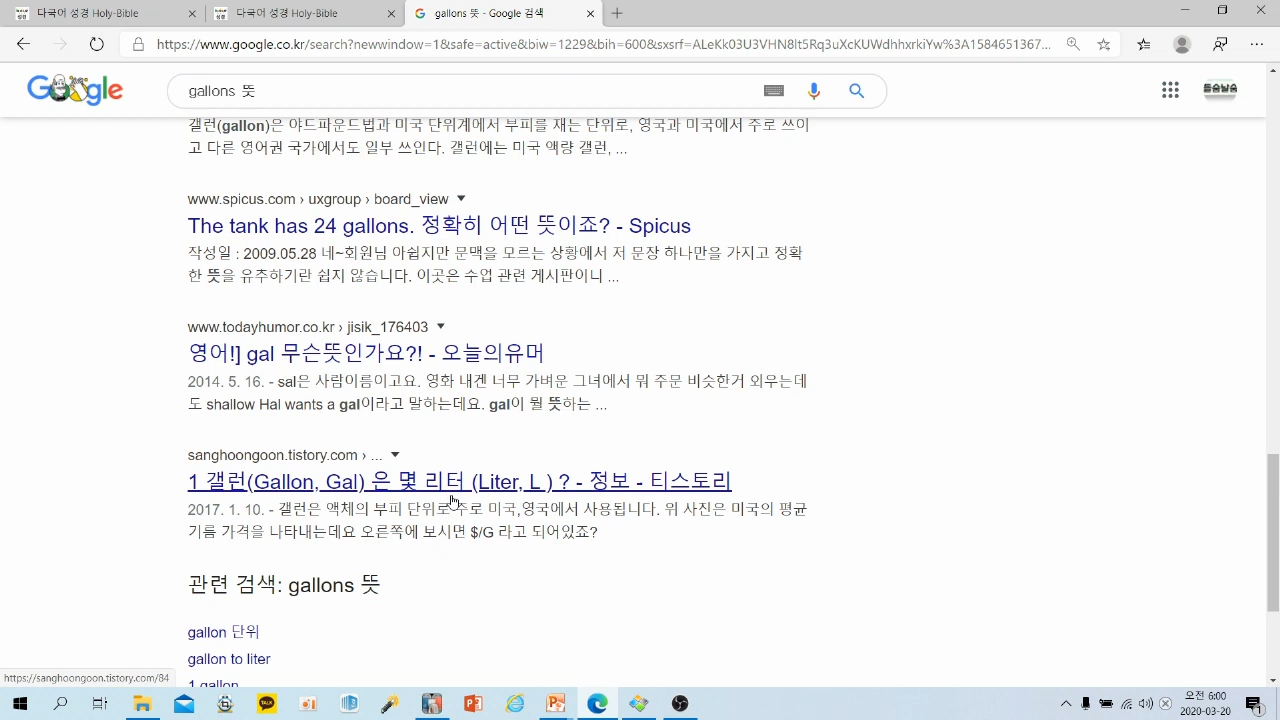 다국어 성경 Holy-Bible
다국어 성경 Holy-Bible
gallons 뜻 - Google 검색
https://www.google.co.kr/search?newwindow=1&safe=active&biw=1229&bih=600&sxsrf=ALeKk03U3VHN8lt5Rq3uXcKUWdhhxrkiYw%3A1584651367...
Google
gallons 뜻
돌솜날솜
갤런(gallon)은 야드파운드법과 미국 단위계에서 부피를 재는 단위로, 영국과 미국에서 주로 쓰이
고 다른 영어권 국가에서도 일부 쓰인다. 갤런에는 미국 액량 갤런, ...
www.spicus.com › uxgroup › board_view
The tank has 24 gallons. 정확히 어떤 뜻이죠? - Spicus
작성일 : 2009.05.28 네~회원님 아쉽지만 문맥을 모르는 상황에서 저 문장 하나만을 가지고 정확
한 뜻을 유추하기란 쉽지 않습니다. 이곳은 수업 관련 게시판이니 ...
www.todayhumor.co.kr › jisik_176403
영어!] gal 무슨뜻인가요?! - 오늘의유머
2014. 5. 16. - sal은 사람이름이고요. 영화 내겐 너무 가벼운 그녀에서 뭐 주문 비슷한거 외우는데
도 shallow Hal wants a gal이라고 말하는데요. gal이 뭘 뜻하는 ...
sanghoongoon.tistory.com › ...
1 갤런(Gallon, Gal) 은 몇 리터 (Liter, L ) ? - 정보 - 티스토리
2017. 1. 10. - 갤런은 액체의 부피 단위로 주로 미국,영국에서 사용됩니다. 위 사진은 미국의 평균
기름 가격을 나타내는데요 오른쪽에 보시면 $/G 라고 되어있죠?
관련 검색: gallons 뜻
gallon 단위
gallon to liter
1 gallon
https://sanghoongoon.tistory.com/84
TALK
오전 6:00
2020-03-20